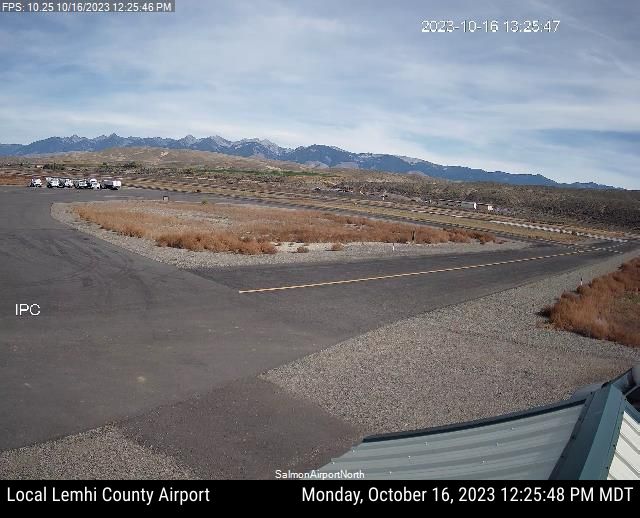 FPS: 10.25 10/16/2023 12:25:46 PM
2023-10-16 13:25:47
IPC
SalmonAirportNorth
Local Lemhi County Airport
Monday, October 16, 2023 12:25:48 PM MDT